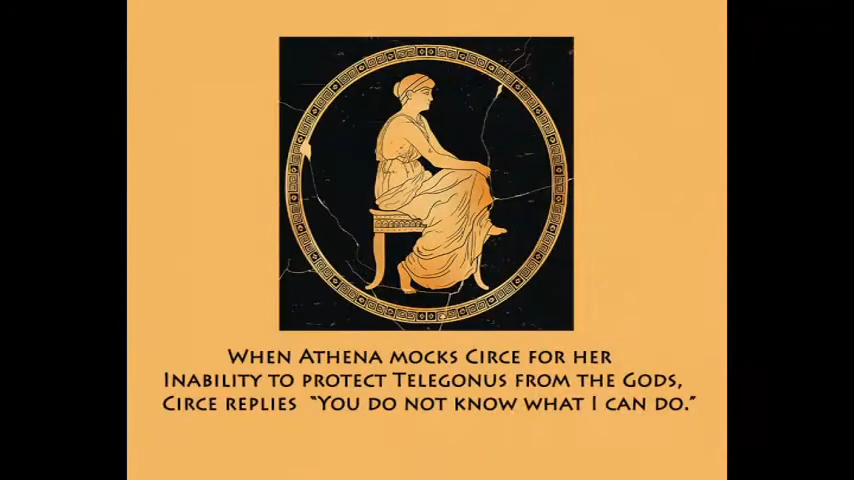 When Athena mocks Circe for her
Inability to protect Telegonus from the Gods,
Circe replies "You do not know what I can do."